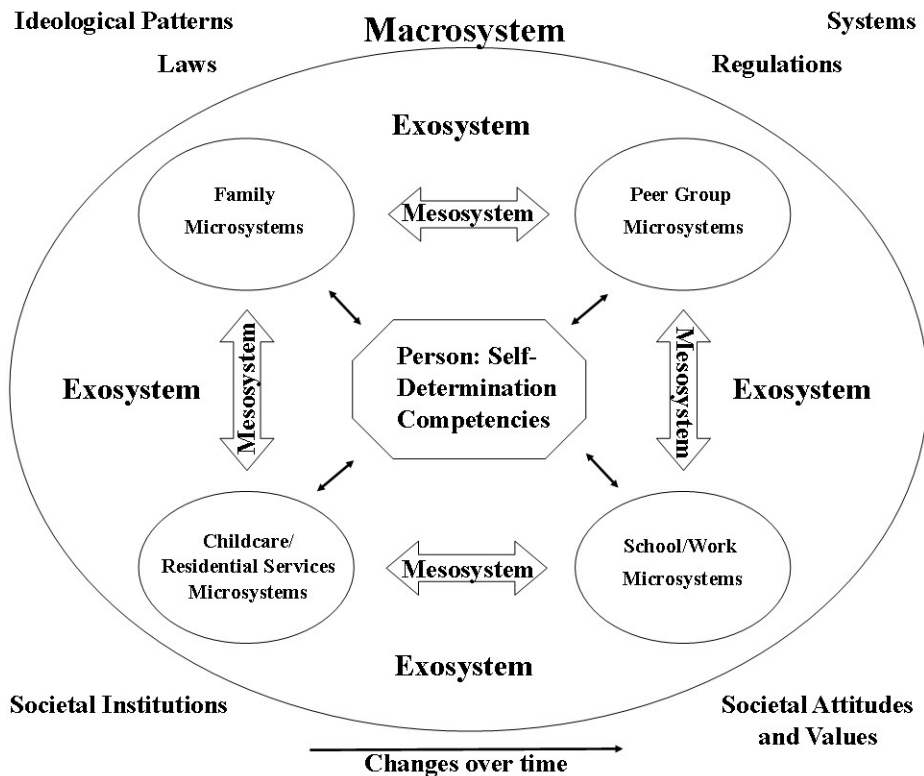 Ideological Patterns
Macrosystem
Systems
Laws
Regulations
Exosystem
Family
Microsystems
Mesosystem
Peer Group
Microsystems
Mesosystem
Person: Self-
Determination
Competencies
Mesosystem
Exosystem
Exosystem
Childcare/
Residential Services
Microsystems
Mesosystem
School/Work
Microsystems
Exosystem
Societal Institutions
Societal Attitudes
and Values
Changes over time